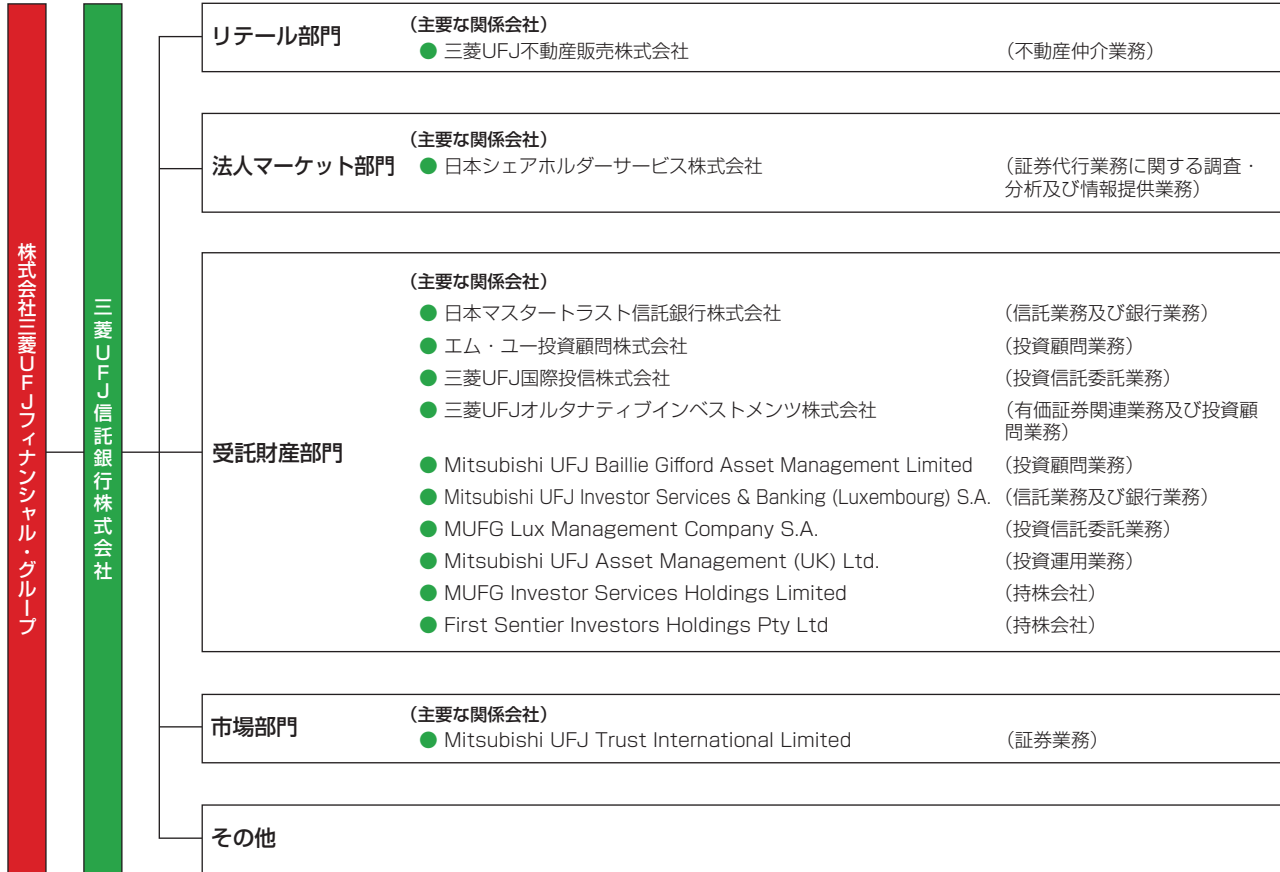 株式会社三菱UFJフィナンシャル・グループ
三菱UFJ信託銀行株式会社
リテール部門
（主要な関係会社）
● 三菱UFJ不動産販売株式会社 （不動産仲介業務）
法人マーケット部門
（主要な関係会社）
● 日本シェアホルダーサービス株式会社 （証券代行業務に関する調査・
分析及び情報提供業務）
受託財産部門
（主要な関係会社）
● 日本マスタートラスト信託銀行株式会社 （信託業務及び銀行業務）
● エム・ユー投資顧問株式会社 （投資顧問業務）
● 三菱UFJ国際投信株式会社 （投資信託委託業務）
● 三菱UFJオルタナティブインベストメンツ株式会社 （有価証券関連業務及び投資顧
問業務）
● Mitsubishi UFJ Baillie Gifford Asset Management Limited （投資顧問業務）
● Mitsubishi UFJ Investor Services & Banking (Luxembourg) S.A. （信託業務及び銀行業務）
● MUFG Lux Management Company S.A. （投資信託委託業務）
● Mitsubishi UFJ Asset Management (UK) Ltd. （投資運用業務）
● MUFG Investor Services Holdings Limited （持株会社）
● First Sentier Investors Holdings Pty Ltd （持株会社）
市場部門
（主要な関係会社）
● Mitsubishi UFJ Trust International Limited （証券業務）
その他